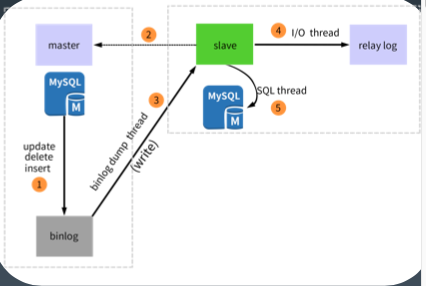 master
2
slave
4
I/O thread
relay log
MySQL
M
3
MySQL
M
SQL thread
5
update
delete
insert
1
binlog dump thread
(write)
binlog